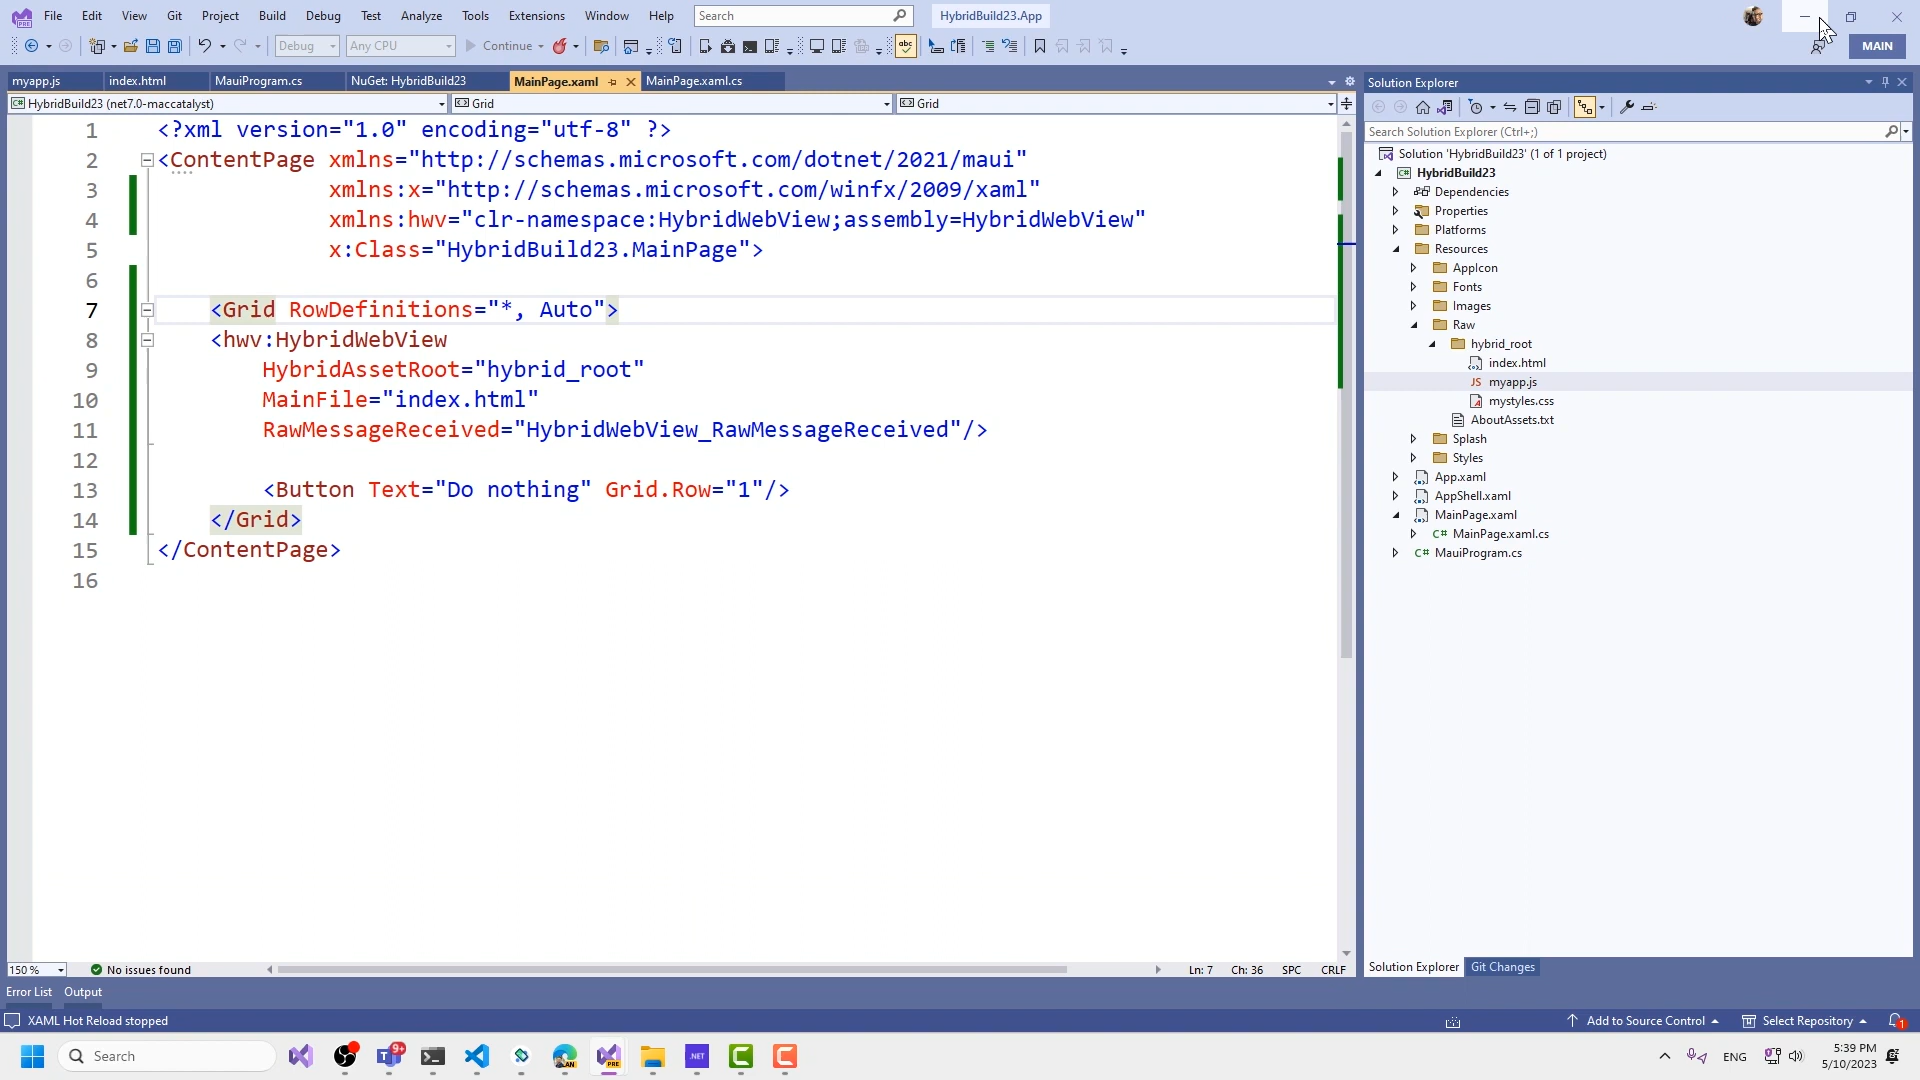 File Edit View Git Project Build Debug Test Analyze Tools Extensions Window Help Search HybridBuild23.App
Debug Any CPU Continue MAIN
myapp.js index.html MauiProgram.cs NuGet: HybridBuild23 MainPage.xaml MainPage.xaml.cs
HybridBuild23 (net7.0-maccatalyst) Grid Grid
1 <?xml version="1.0" encoding="utf-8" ?>
2 <ContentPage xmlns="http://schemas.microsoft.com/dotnet/2021/maui"
3 xmlns:x="http://schemas.microsoft.com/winfx/2009/xaml"
4 xmlns:hwv="clr-namespace:HybridWebView;assembly=HybridWebView"
5 x:Class="HybridBuild23.MainPage">
6
7 <Grid RowDefinitions="*, Auto">
8 <hwv:HybridWebView
9 HybridAssetRoot="hybrid_root"
10 MainFile="index.html"
11 RawMessageReceived="HybridWebView_RawMessageReceived"/>
12
13 <Button Text="Do nothing" Grid.Row="1"/>
14 </Grid>
15 </ContentPage>
16
150 % No issues found Ln: 7 Ch: 36 SPC CRLF
Solution Explorer
Search Solution Explorer (Ctrl+;)
Solution 'HybridBuild23' (1 of 1 project)
HybridBuild23
Dependencies
Properties
Platforms
Resources
AppIcon
Fonts
Images
Raw
hybrid_root
index.html
JS myapp.js
mystyles.css
AboutAssets.txt
Splash
Styles
App.xaml
AppShell.xaml
MainPage.xaml
C# MainPage.xaml.cs
C# MauiProgram.cs
Solution Explorer Git Changes
Error List Output
XAML Hot Reload stopped Add to Source Control Select Repository 1
Search 9+ PRE .NET ENG 5:39 PM
5/10/2023